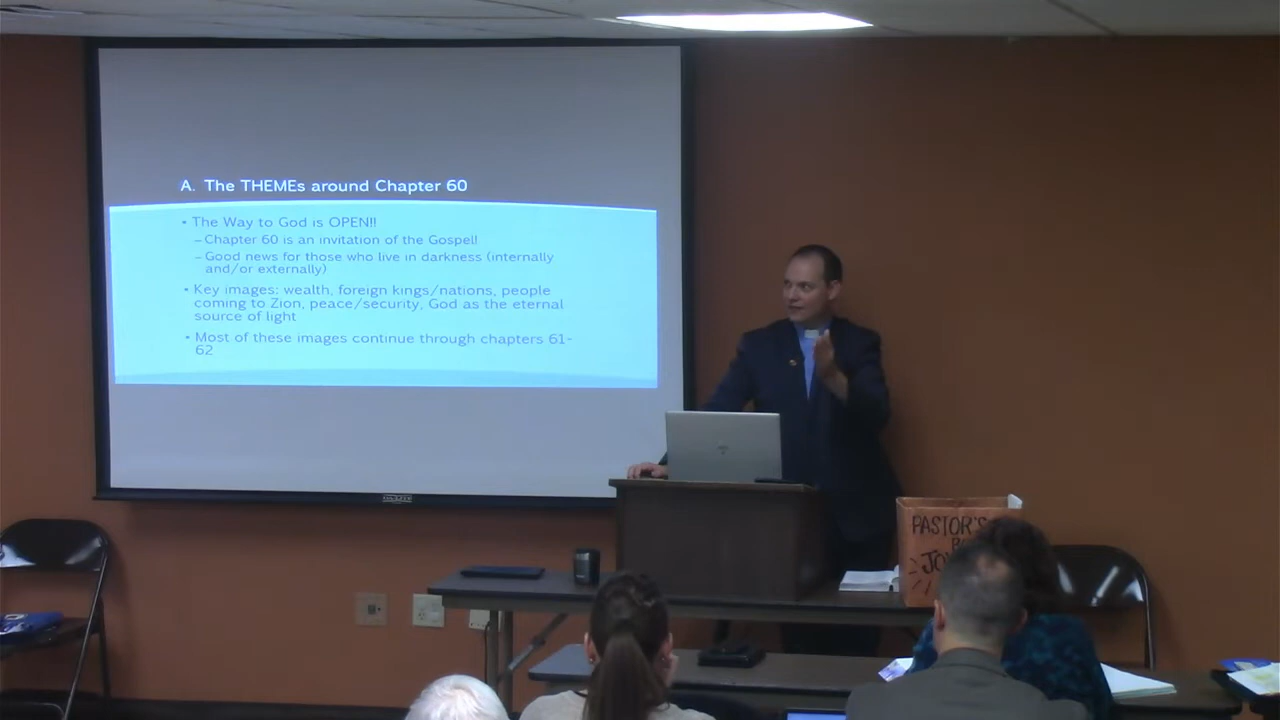 A. The THEMEs around Chapter 60
• The Way to God is OPEN!!
– Chapter 60 is an invitation of the Gospel!
– Good news for those who live in darkness (internally
and/or externally)
• Key images: wealth, foreign kings/nations, people
coming to Zion, peace/security, God as the eternal
source of light
• Most of these images continue through chapters 61-
62
PASTOR'S